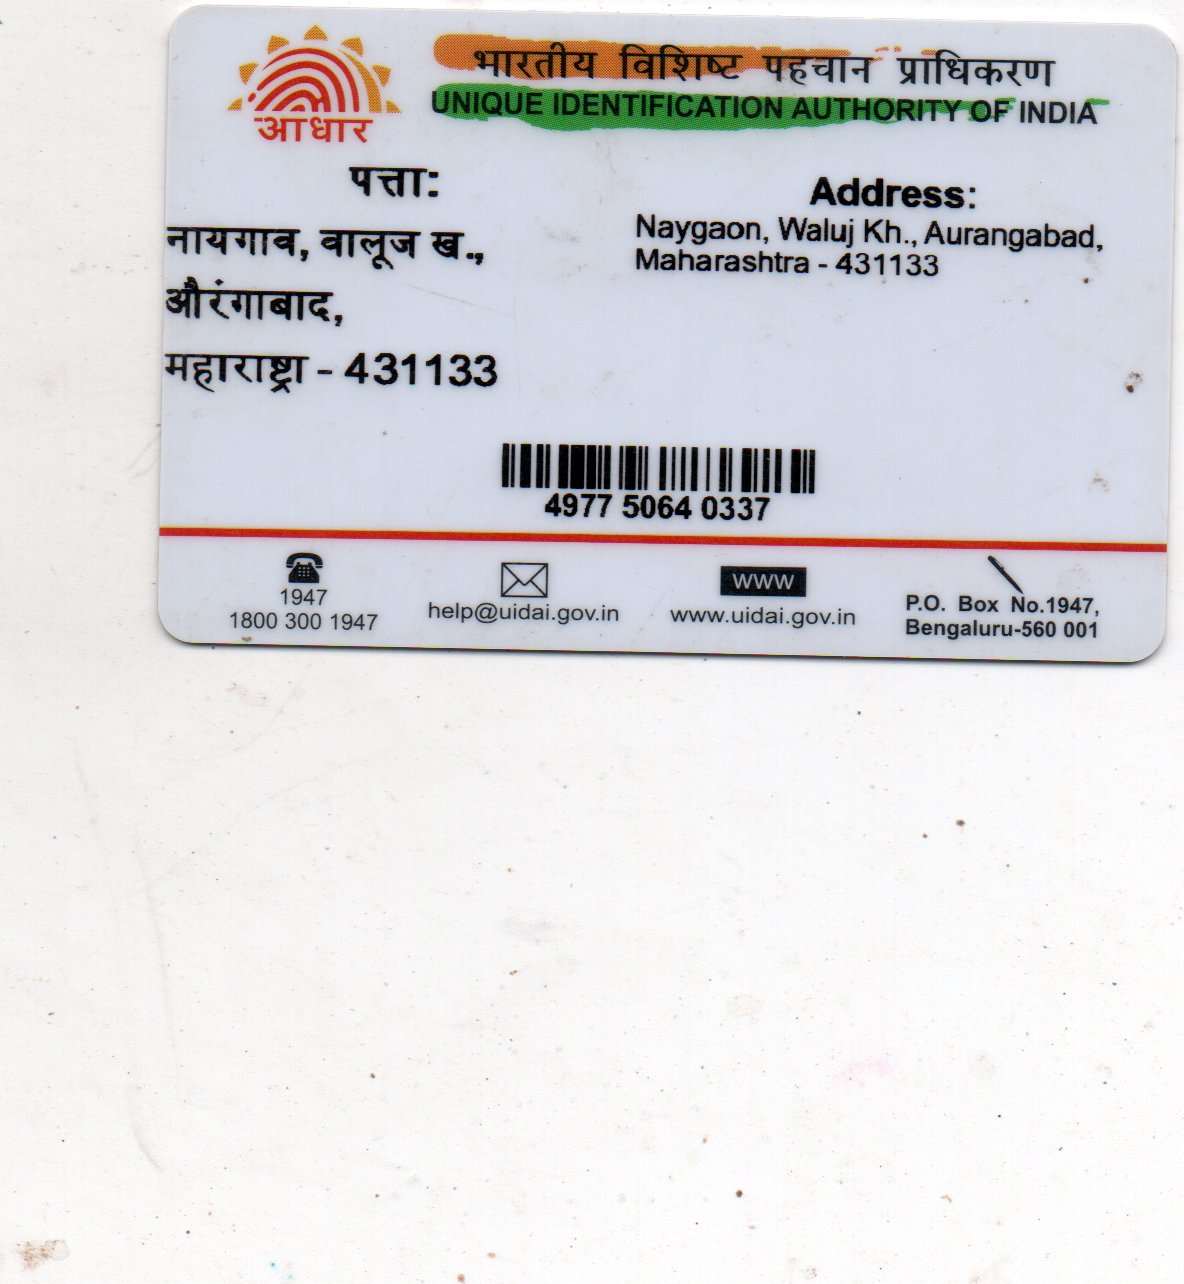 आधार
भारतीय विशिष्ट पहचान प्राधिकरण
UNIQUE IDENTIFICATION AUTHORITY OF INDIA
पत्ता:
नायगाव, वालूज ख.,
औरंगाबाद,
महाराष्ट्रा - 431133
Address:
Naygaon, Waluj Kh., Aurangabad,
Maharashtra - 431133
4977 5064 0337
1947
1800 300 1947
help@uidai.gov.in
www
www.uidai.gov.in
P.O. Box No.1947,
Bengaluru-560 001